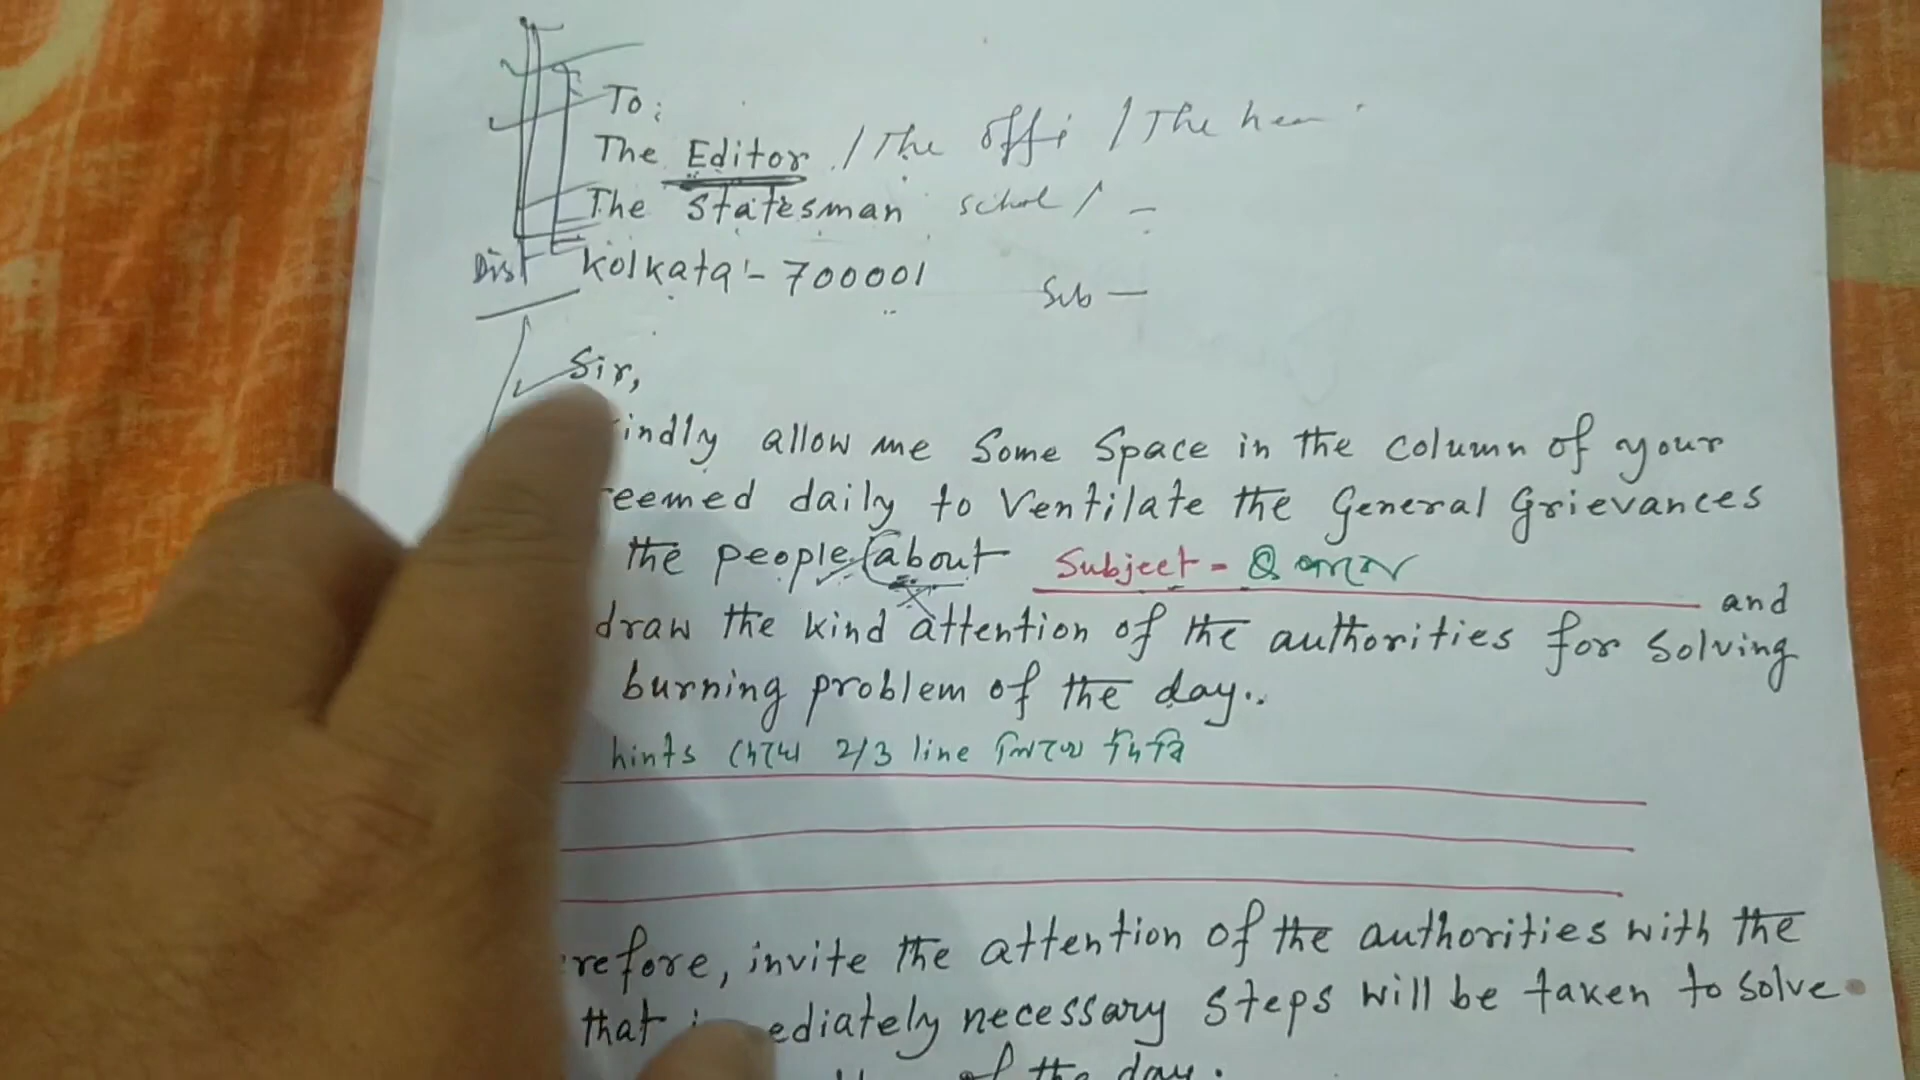 To:
The Editor / The offi / The hea
The Statesman school / -
Dist Kolkata - 700001
Sub —
Sir,
indly allow me Some Space in the column of your
eemed daily to Ventilate the General Grievances
the people about Subject - and
draw the kind attention of the authorities for Solving
burning problem of the day..
hints 2/3 line
refore, invite the attention of the authorities with the
that ediately necessary steps will be taken to solve
of the day.